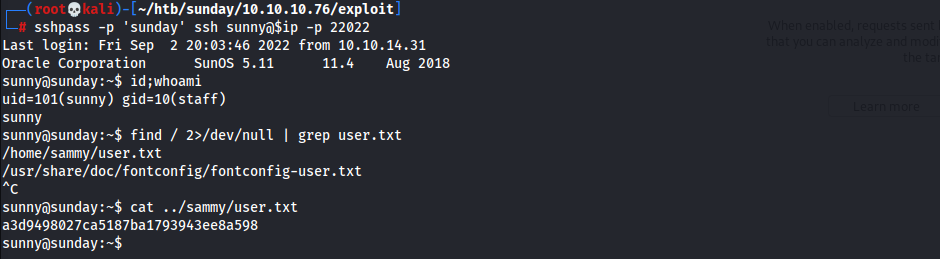 (root💀kali)-[~/htb/sunday/10.10.10.76/exploit]
# sshpass -p 'sunday' ssh sunny@$ip -p 22022
Last login: Fri Sep  2 20:03:46 2022 from 10.10.14.31
Oracle Corporation      SunOS 5.11      11.4    Aug 2018
sunny@sunday:~$ id;whoami
uid=101(sunny) gid=10(staff)
sunny
sunny@sunday:~$ find / 2>/dev/null | grep user.txt
/home/sammy/user.txt
/usr/share/doc/fontconfig/fontconfig-user.txt
^C
sunny@sunday:~$ cat ../sammy/user.txt
a3d9498027ca5187ba1793943ee8a598
sunny@sunday:~$
When enabled, requests sent
that you can analyze and mod
the ta
Learn more